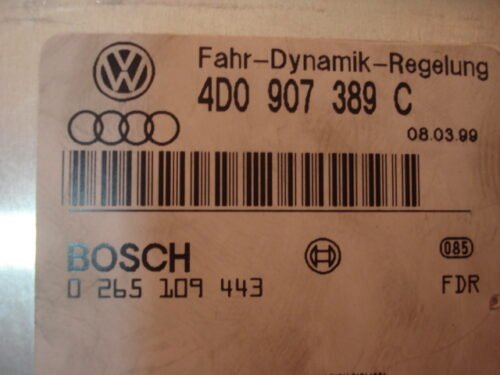 Fahr-Dynamik-Regelung
4D0 907 389 C
08.03.99
BOSCH
085
0 265 109 443
FDR